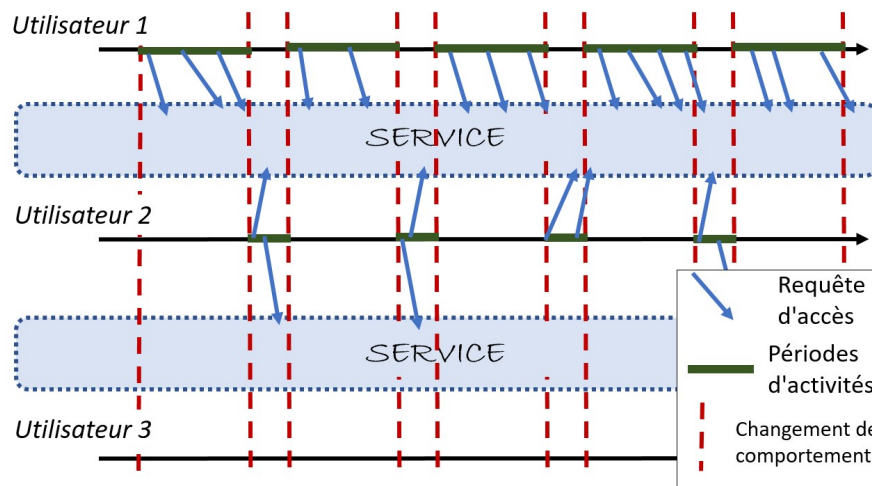 Utilisateur 1
SERVICE
Utilisateur 2
Requête
d'accès
SERVICE
Périodes
d'activités
Utilisateur 3
Changement de
comportement